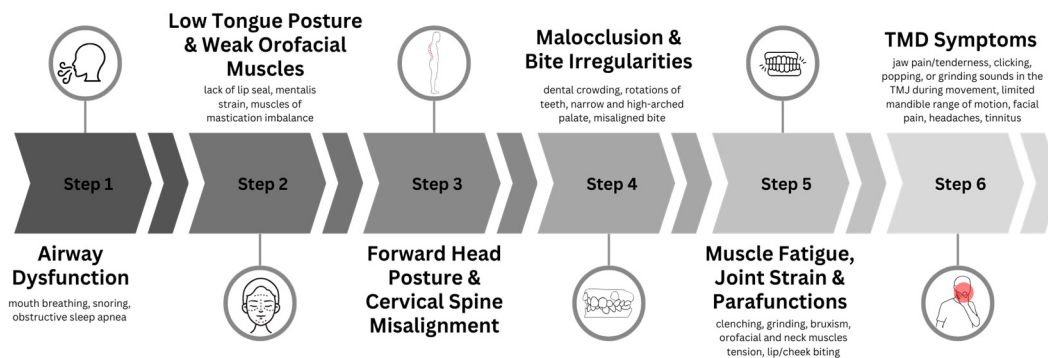 Low Tongue Posture
& Weak Orofacial
Muscles
lack of lip seal, mentalis
strain, muscles of
mastication imbalance
Malocclusion &
Bite Irregularities
dental crowding, rotations of
teeth, narrow and high-arched
palate, misaligned bite
TMD Symptoms
jaw pain/tenderness, clicking,
popping, or grinding sounds in the
TMJ during movement, limited
mandible range of motion, facial
pain, headaches, tinnitus
Step 1
Step 2
Step 3
Step 4
Step 5
Step 6
Airway
Dysfunction
mouth breathing, snoring,
obstructive sleep apnea
Forward Head
Posture &
Cervical Spine
Misalignment
Muscle Fatigue,
Joint Strain &
Parafunctions
clenching, grinding, bruxism,
orofacial and neck muscles
tension, lip/cheek biting